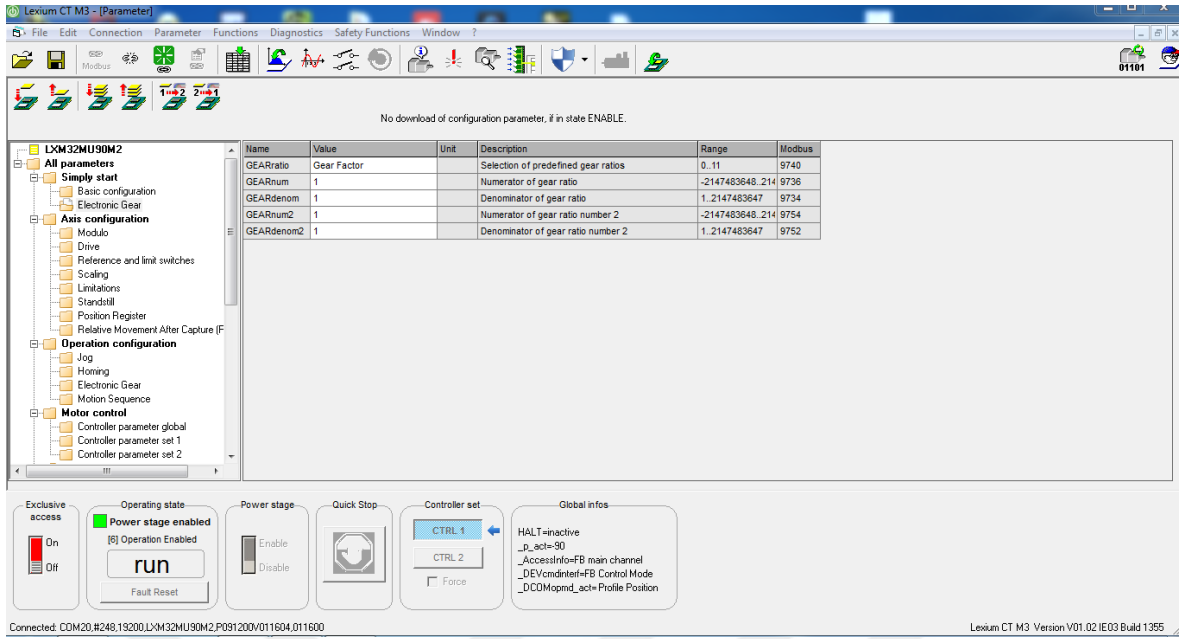 Lexium CT M3 - [Parameter]
File Edit Connection Parameter Functions Diagnostics Safety Functions Window ?
Modbus
01101
1 2 2 1
No download of configuration parameter, if in state ENABLE.
LXM32MU90M2
All parameters
Simply start
Basic configuration
Electronic Gear
Axis configuration
Modulo
Drive
Reference and limit switches
Scaling
Limitations
Standstill
Position Register
Relative Movement After Capture (F
Operation configuration
Jog
Homing
Electronic Gear
Motion Sequence
Motor control
Controller parameter global
Controller parameter set 1
Controller parameter set 2
Name Value Unit Description Range Modbus
GEARratio Gear Factor Selection of predefined gear ratios 0..11 9740
GEARnum 1 Numerator of gear ratio -2147483648..214 9736
GEARdenom 1 Denominator of gear ratio 1..2147483647 9734
GEARnum2 1 Numerator of gear ratio number 2 -2147483648..214 9754
GEARdenom2 1 Denominator of gear ratio number 2 1..2147483647 9752
Exclusive access
On
Off
Operating state
Power stage enabled
[6] Operation Enabled
run
Fault Reset
Power stage
Enable
Disable
Quick Stop
Controller set
CTRL 1
CTRL 2
Force
Global infos
HALT=inactive
_p_act=-90
_AccessInfo=FB main channel
_DEVcmdinterf=FB Control Mode
_DCOMopmd_act=Profile Position
Connected: COM20,#248,19200,LXM32MU90M2,P091200V011604,011600
Lexium CT M3 Version V01.02 IE03 Build 1355